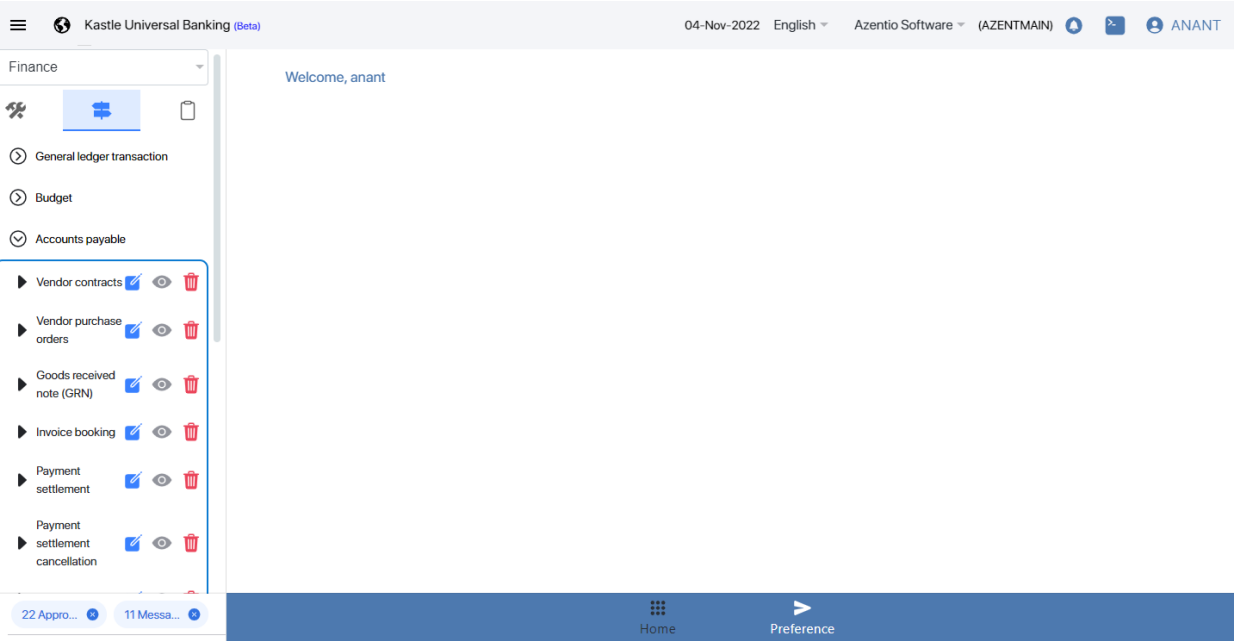 Kastle Universal Banking (Beta)
04-Nov-2022 English Azentio Software (AZENTMAIN) ANANT
Finance
Welcome, anant
General ledger transaction
Budget
Accounts payable
Vendor contracts
Vendor purchase
orders
Goods received
note (GRN)
Invoice booking
Payment
settlement
Payment
settlement
cancellation
22 Appro...
11 Messa...
Home
Preference